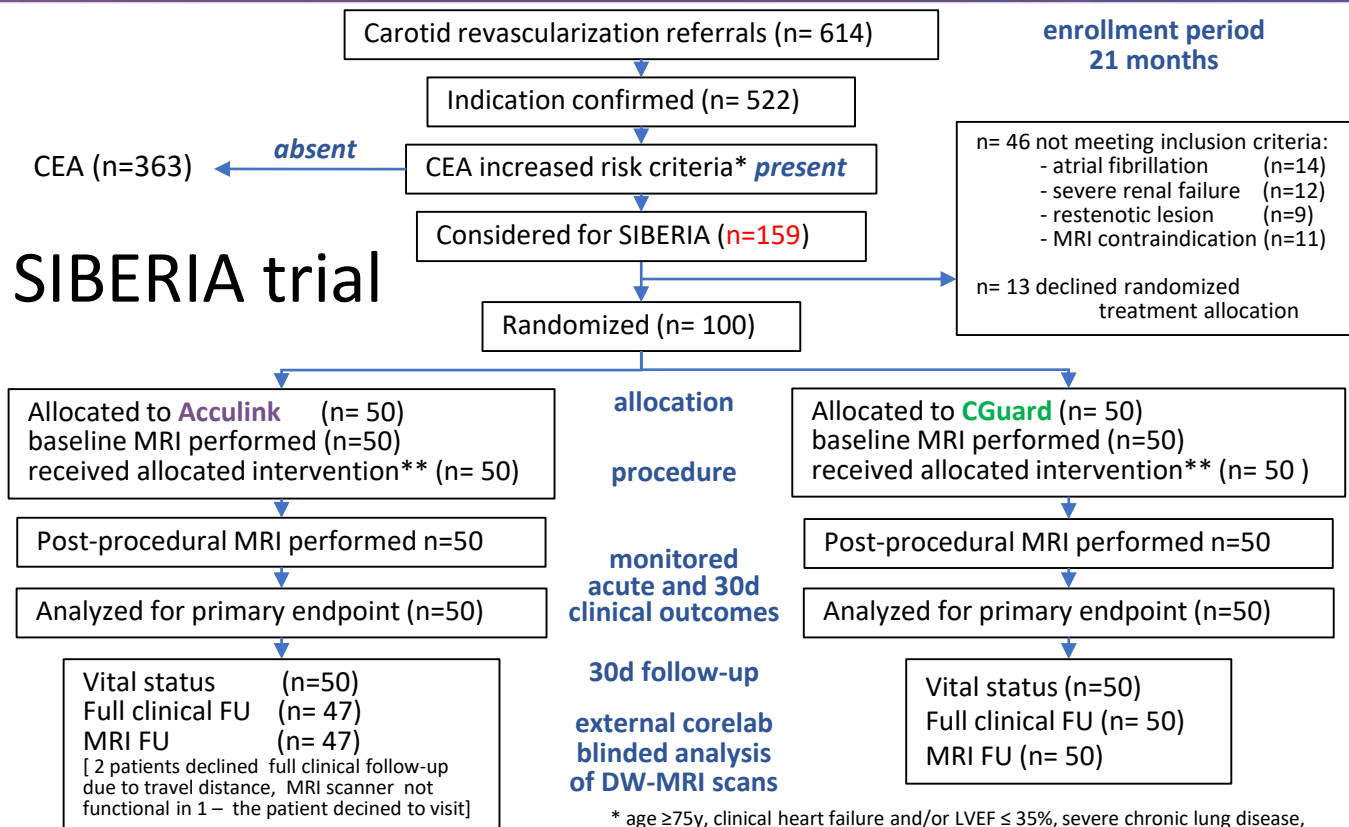 Carotid revascularization referrals (n= 614)
enrollment period
21 months
Indication confirmed (n= 522)
CEA (n=363)
absent
CEA increased risk criteria* present
n= 46 not meeting inclusion criteria:
- atrial fibrillation (n=14)
- severe renal failure (n=12)
- restenotic lesion (n=9)
- MRI contraindication (n=11)
n= 13 declined randomized
treatment allocation
Considered for SIBERIA (n=159)
SIBERIA trial
Randomized (n= 100)
Allocated to Acculink (n= 50)
baseline MRI performed (n=50)
received allocated intervention** (n= 50)
allocation
procedure
Allocated to CGuard (n= 50)
baseline MRI performed (n=50)
received allocated intervention** (n= 50 )
Post-procedural MRI performed n=50
monitored
acute and 30d
clinical outcomes
Post-procedural MRI performed n=50
Analyzed for primary endpoint (n=50)
Analyzed for primary endpoint (n=50)
Vital status (n=50)
Full clinical FU (n= 47)
MRI FU (n= 47)
[ 2 patients declined full clinical follow-up
due to travel distance, MRI scanner not
functional in 1 – the patient decined to visit]
30d follow-up
external corelab
blinded analysis
of DW-MRI scans
Vital status (n=50)
Full clinical FU (n= 50)
MRI FU (n= 50)
* age ≥75y, clinical heart failure and/or LVEF ≤ 35%, severe chronic lung disease,